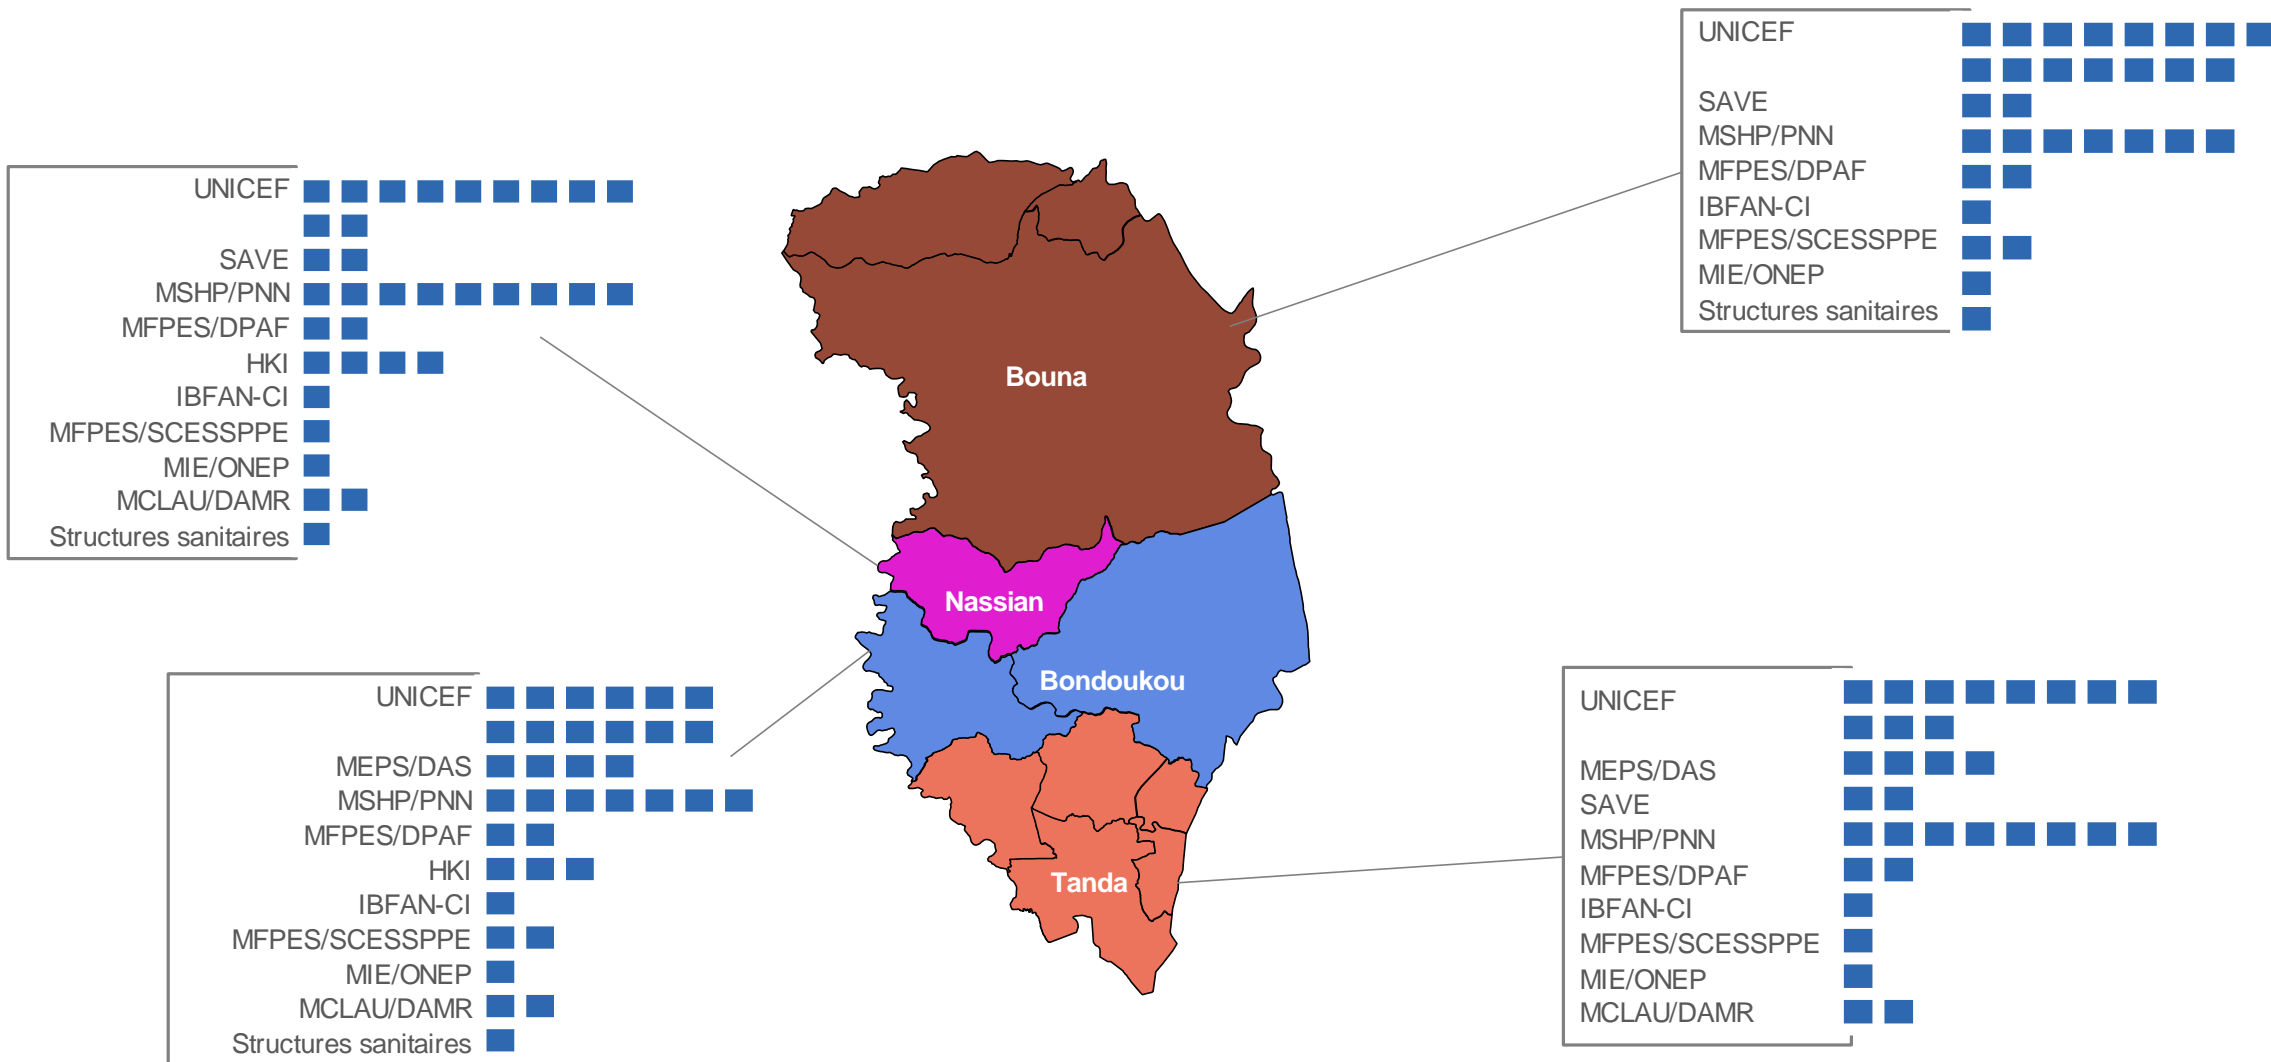 UNICEF
SAVE
MSHP/PNN
MFPES/DPAF
IBFAN-CI
MFPES/SCESSPPE
MIE/ONEP
Structures sanitaires
UNICEF
SAVE
MSHP/PNN
MFPES/DPAF
HKI
IBFAN-CI
MFPES/SCESSPPE
MIE/ONEP
MCLAU/DAMR
Structures sanitaires
Bouna
Nassian
Bondoukou
Tanda
UNICEF
MEPS/DAS
MSHP/PNN
MFPES/DPAF
HKI
IBFAN-CI
MFPES/SCESSPPE
MIE/ONEP
MCLAU/DAMR
Structures sanitaires
UNICEF
MEPS/DAS
SAVE
MSHP/PNN
MFPES/DPAF
IBFAN-CI
MFPES/SCESSPPE
MIE/ONEP
MCLAU/DAMR